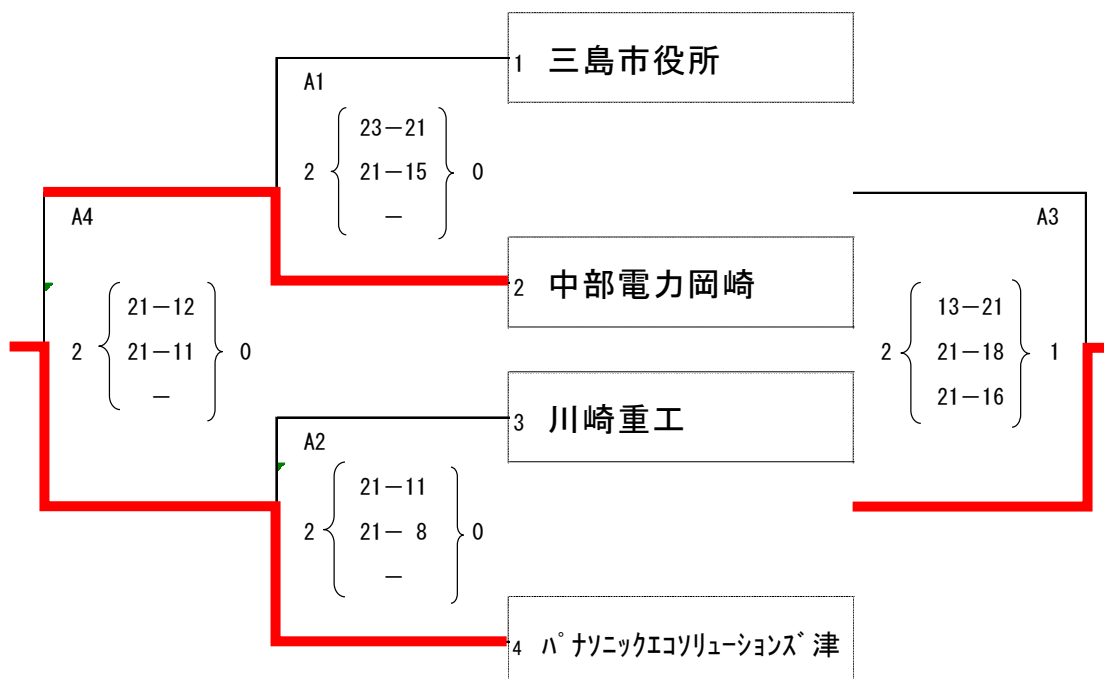 1 三島市役所
A1
23－21
2 21－15 0
－
A4
A3
2 中部電力岡崎
21－12
2 21－11 0
－
13－21
2 21－18 1
21－16
3 川崎重工
A2
21－11
2 21－ 8 0
－
4 ﾊﾟﾅｿﾆｯｸｴｺｿﾘｭｰｼｮﾝｽﾞ津